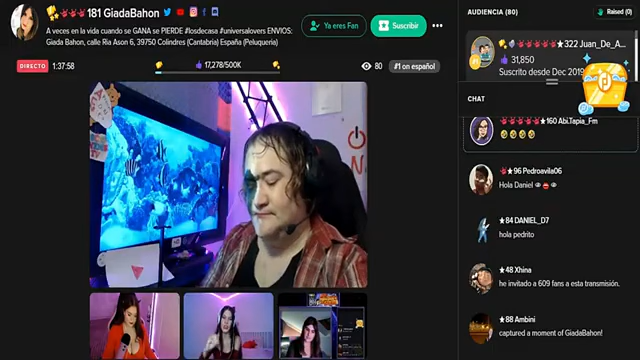 181 GiadaBahon
Ya eres Fan
Suscribir
A veces en la vida cuando se GANA se PIERDE #losdecasa #universalovers ENVIOS:
Giada Bahon, calle Ria Ason 6, 39750 Colindres (Cantabria) España (Peluqueria)
DIRECTO
1:37:58
17,278/500K
80
#1 en español
AUDIENCIA (80)
Raised (0)
322 Juan_De_A...
31,850
Suscrito desde Dec 2019
CHAT
160 Abi.Tapia_Fm
96 Pedroavila06
Hola Daniel
84 DANIEL_D7
hola pedrito
48 Xhina
he invitado a 609 fans a esta transmisión.
88 Ambini
captured a moment of GiadaBahon!